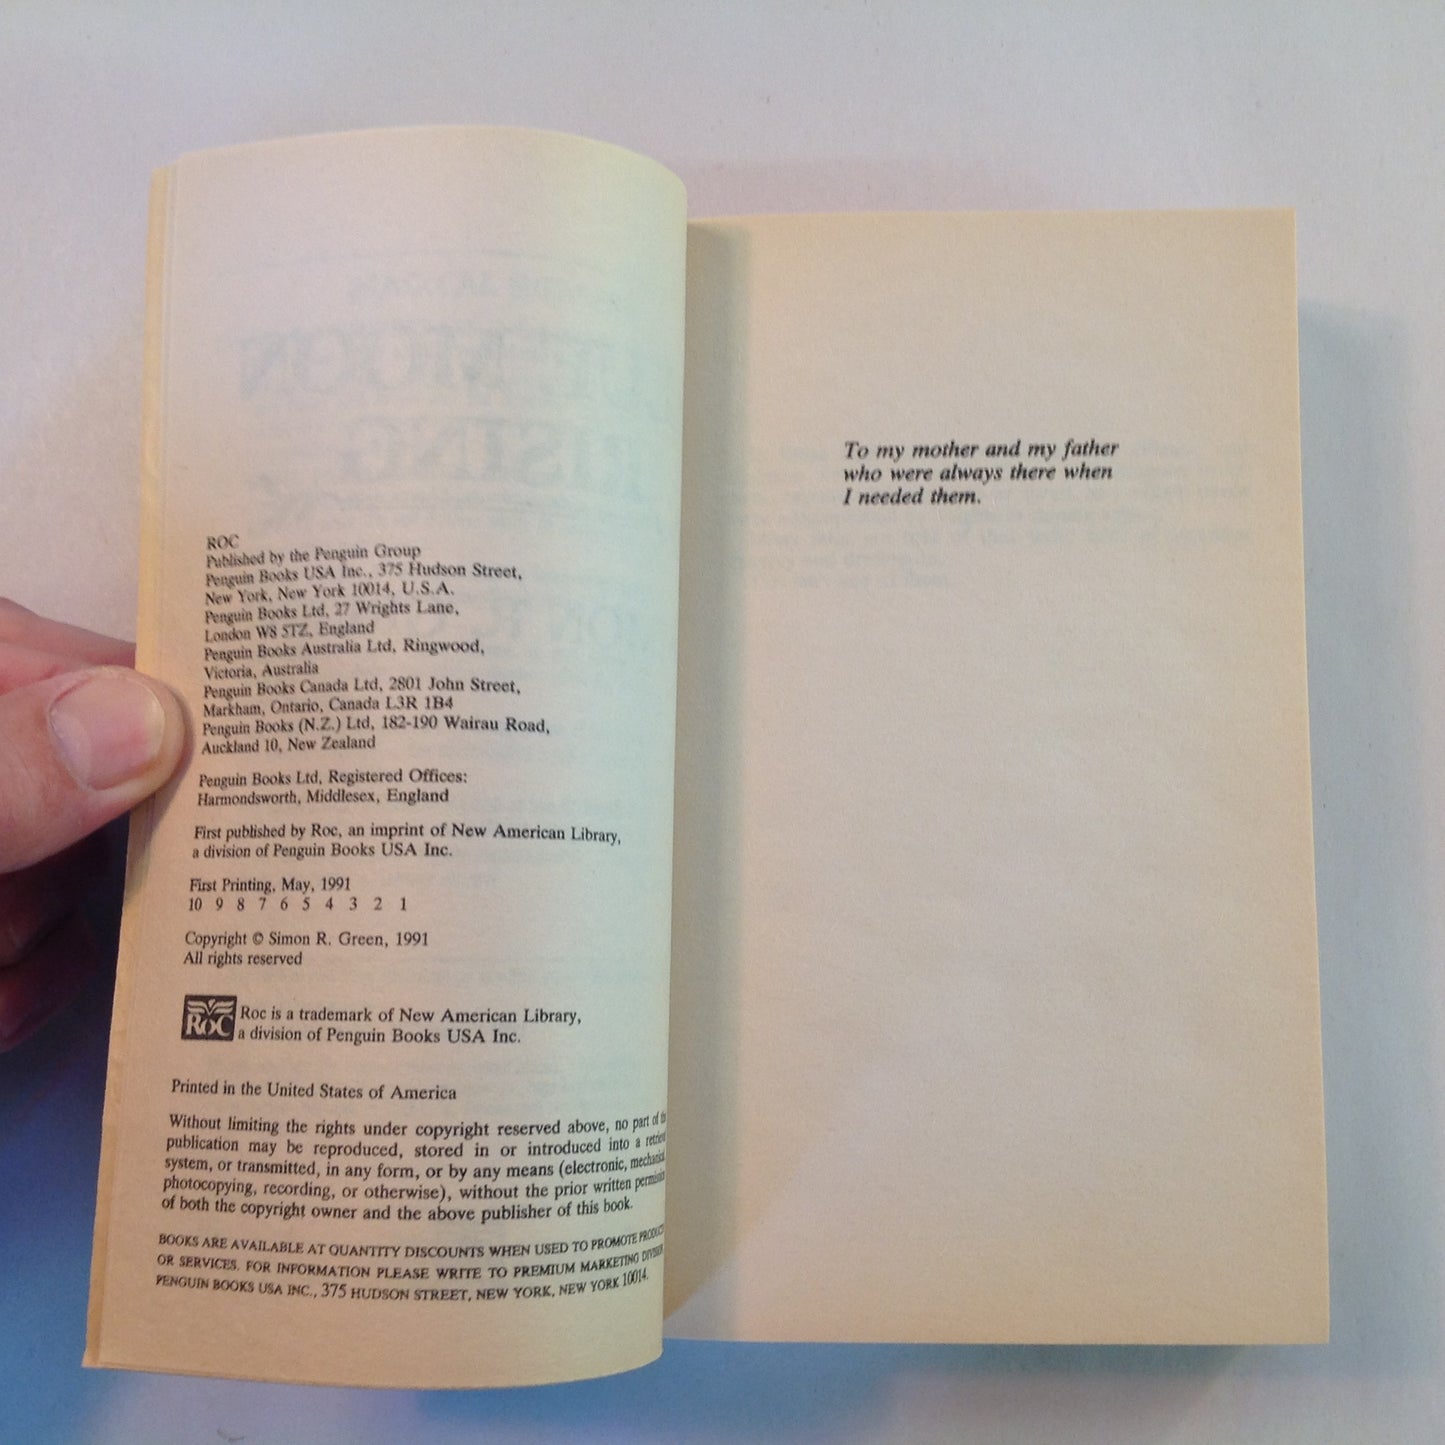 ROC
Published by the Penguin Group
Penguin Books USA Inc., 375 Hudson Street,
New York, New York 10014, U.S.A.
Penguin Books Ltd, 27 Wrights Lane,
London W8 5TZ, England
Penguin Books Australia Ltd, Ringwood,
Victoria, Australia
Penguin Books Canada Ltd, 2801 John Street,
Markham, Ontario, Canada L3R 1B4
Penguin Books (N.Z.) Ltd, 182-190 Wairau Road,
Auckland 10, New Zealand
Penguin Books Ltd, Registered Offices:
Harmondsworth, Middlesex, England
First published by Roc, an imprint of New American Library,
a division of Penguin Books USA Inc.
First Printing, May, 1991
10 9 8 7 6 5 4 3 2 1
Copyright © Simon R. Green, 1991
All rights reserved
ROC
Roc is a trademark of New American Library,
a division of Penguin Books USA Inc.
Printed in the United States of America
Without limiting the rights under copyright reserved above, no part of
publication may be reproduced, stored in or introduced into a
system, or transmitted, in any form, or by any means (electronic,
photocopying, recording, or otherwise), without the prior written
of both the copyright owner and the above publisher of this book.
BOOKS ARE AVAILABLE AT QUANTITY DISCOUNTS WHEN USED TO PROMOTE
OR SERVICES. FOR INFORMATION PLEASE WRITE TO PREMIUM MARKETING
PENGUIN BOOKS USA INC., 375 HUDSON STREET, NEW YORK, NEW YORK 10014.
To my mother and my father
who were always there when
I needed them.